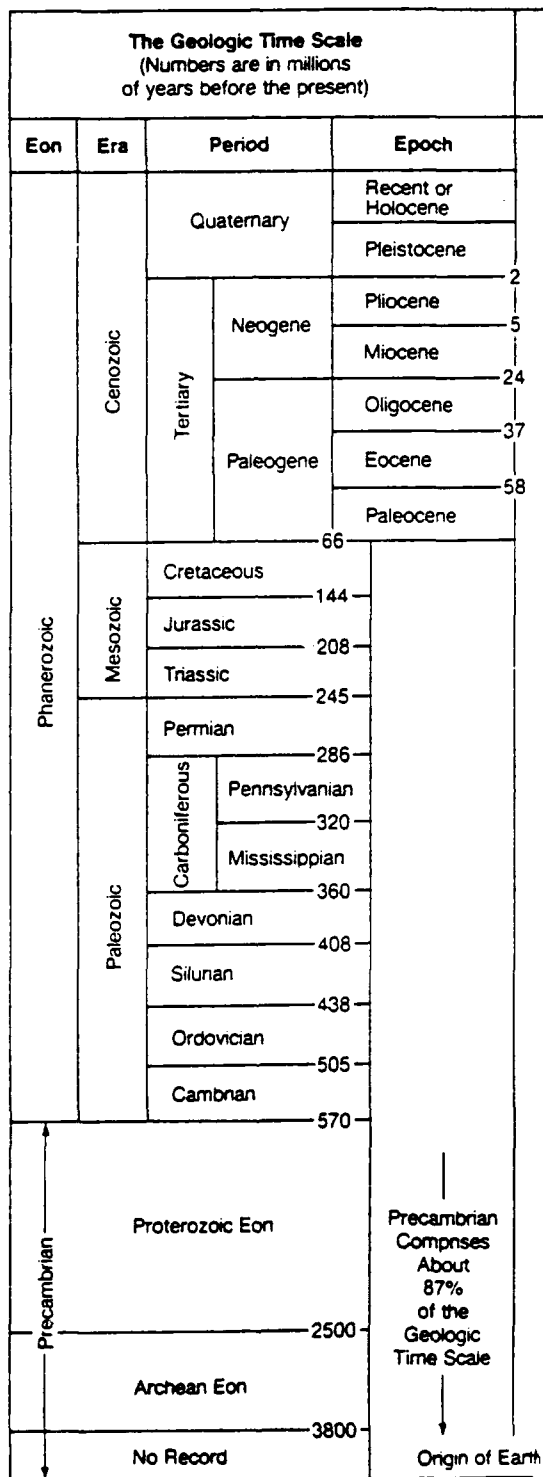 The Geologic Time Scale
(Numbers are in millions
of years before the present)
Eon Era Period Epoch
Phanerozoic
Cenozoic
Quaternary
Recent or
Holocene
Pleistocene
2
Tertiary
Neogene
Pliocene
5
Miocene
24
Paleogene
Oligocene
37
Eocene
58
Paleocene
66
Mesozoic
Cretaceous
144
Jurassic
208
Triassic
245
Paleozoic
Permian
286
Carboniferous
Pennsylvanian
320
Mississippian
360
Devonian
408
Silurian
438
Ordovician
505
Cambrian
570
Precambrian
Proterozoic Eon
2500
Archean Eon
3800
No Record
Precambrian
Comprises
About
87%
of the
Geologic
Time Scale
Origin of Earth